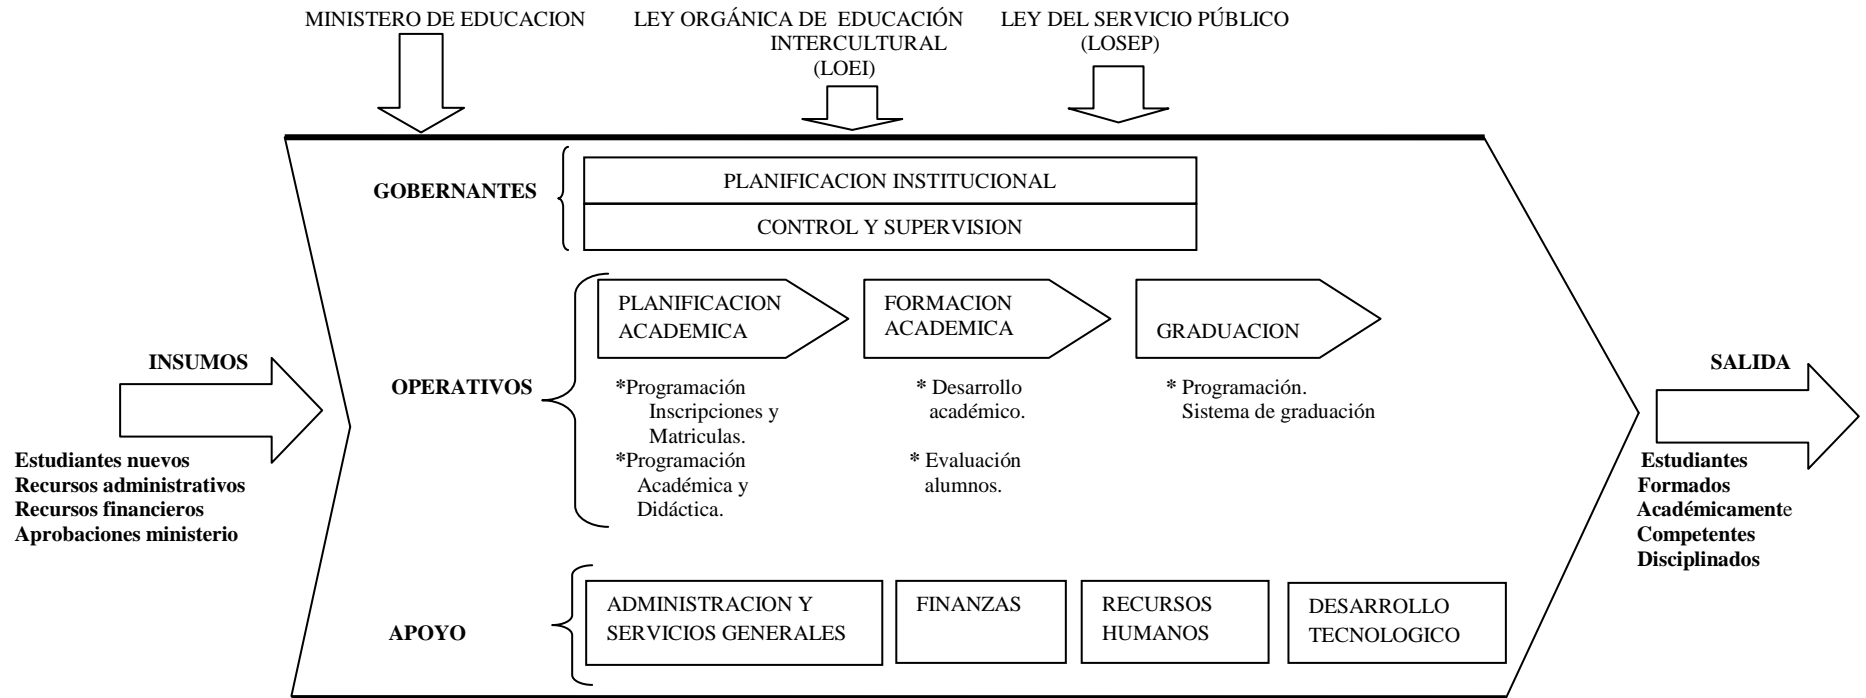 MINISTERO DE EDUCACION
LEY ORGÁNICA DE EDUCACIÓN
INTERCULTURAL
(LOEI)
LEY DEL SERVICIO PÚBLICO
(LOSEP)
GOBERNANTES
PLANIFICACION INSTITUCIONAL
CONTROL Y SUPERVISION
INSUMOS
Estudiantes nuevos
Recursos administrativos
Recursos financieros
Aprobaciones ministerio
OPERATIVOS
PLANIFICACION
ACADEMICA
*Programación
Inscripciones y
Matriculas.
*Programación
Académica y
Didáctica.
FORMACION
ACADEMICA
* Desarrollo
académico.
* Evaluación
alumnos.
GRADUACION
* Programación.
Sistema de graduación
SALIDA
Estudiantes
Formados
Académicamente
Competentes
Disciplinados
APOYO
ADMINISTRACION Y
SERVICIOS GENERALES
FINANZAS
RECURSOS
HUMANOS
DESARROLLO
TECNOLOGICO